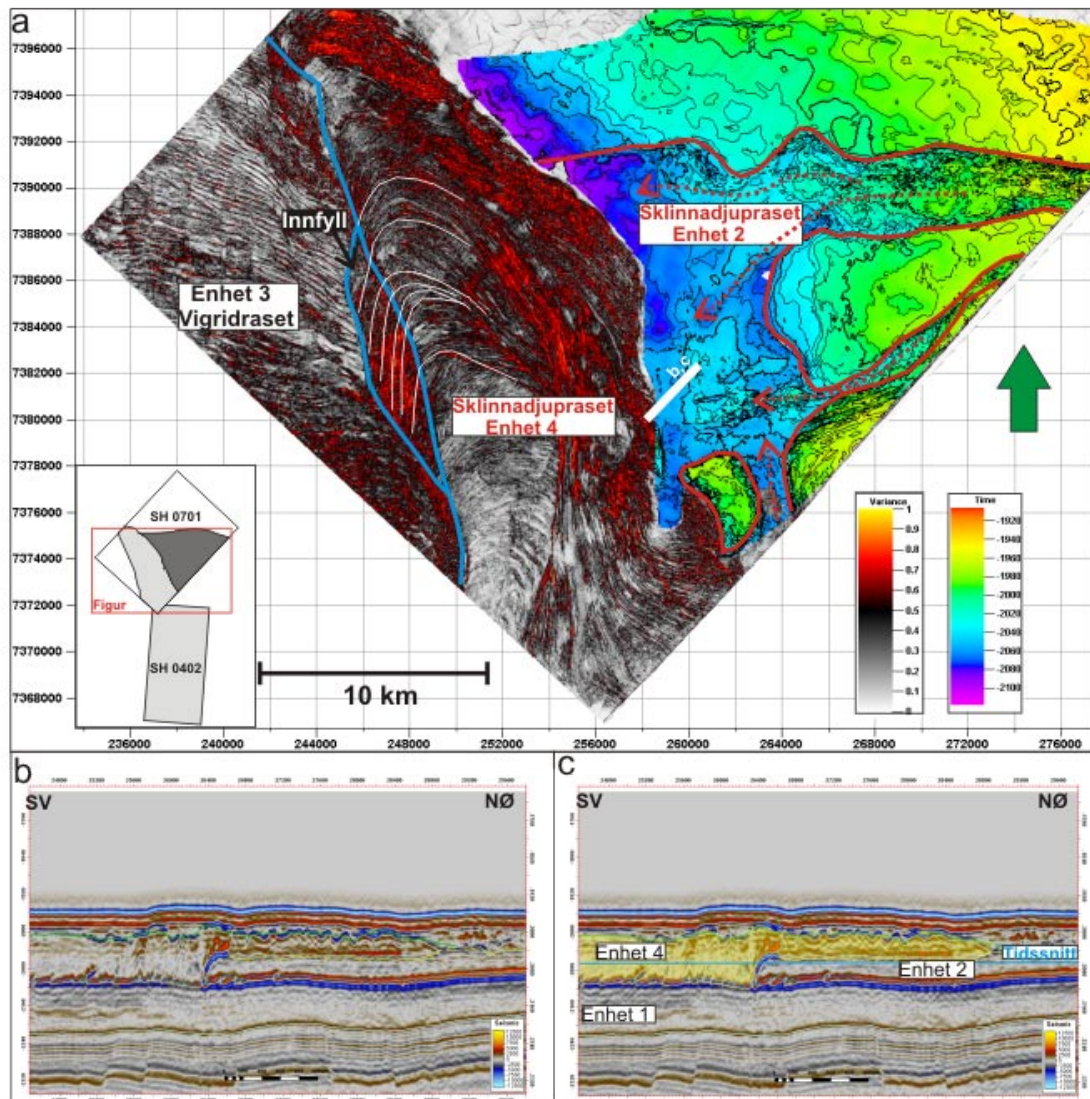 a
7396000
7394000
7392000
7390000
7388000
7386000
7384000
7382000
7380000
7378000
7376000
7374000
7372000
7370000
7368000
Innfyll
Enhet 3
Vigridraset
Sklinnadjupraset
Enhet 2
b,c
Sklinnadjupraset
Enhet 4
SH 0701
Figur
SH 0402
10 km
Variance
1
0.9
0.8
0.7
0.6
0.5
0.4
0.3
0.2
0.1
0
Time
-1920
-1940
-1960
-1980
-2000
-2020
-2040
-2060
-2080
-2100
236000 240000 244000 248000 252000 256000 260000 264000 268000 272000 276000
b
SV NØ
Seismic
c
SV NØ
Enhet 4
Tidssnitt
Enhet 2
Enhet 1
Seismic